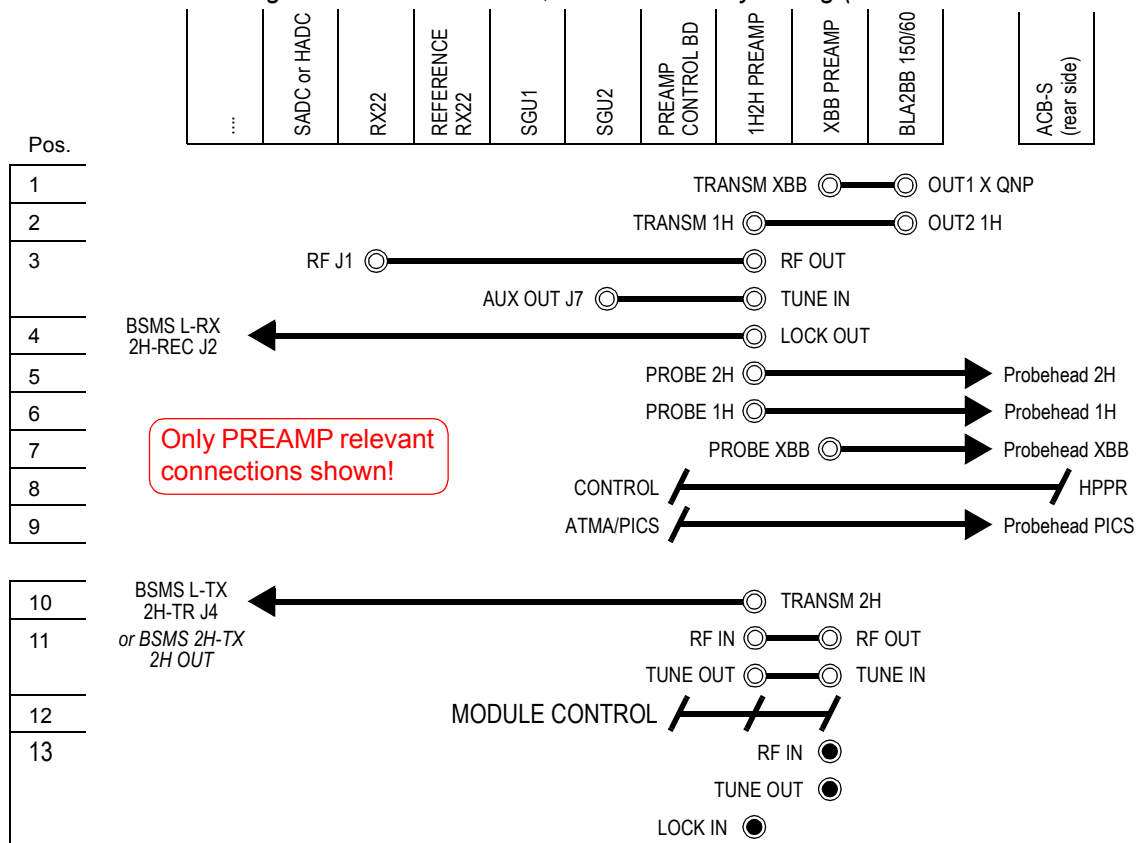 ....
SADC or HADC
RX22
REFERENCE
RX22
SGU1
SGU2
PREAMP
CONTROL BD
1H2H PREAMP
XBB PREAMP
BLA2BB 150/60
ACB-S
(rear side)
Pos.
1
TRANSM XBB
OUT1 X QNP
2
TRANSM 1H
OUT2 1H
3
RF J1
RF OUT
AUX OUT J7
TUNE IN
4
BSMS L-RX
2H-REC J2
LOCK OUT
5
PROBE 2H
Probehead 2H
6
PROBE 1H
Probehead 1H
7
PROBE XBB
Probehead XBB
Only PREAMP relevant
connections shown!
8
CONTROL
HPPR
9
ATMA/PICS
Probehead PICS
10
BSMS L-TX
2H-TR J4
TRANSM 2H
11
or BSMS 2H-TX
2H OUT
RF IN
RF OUT
TUNE OUT
TUNE IN
12
MODULE CONTROL
13
RF IN
TUNE OUT
LOCK IN